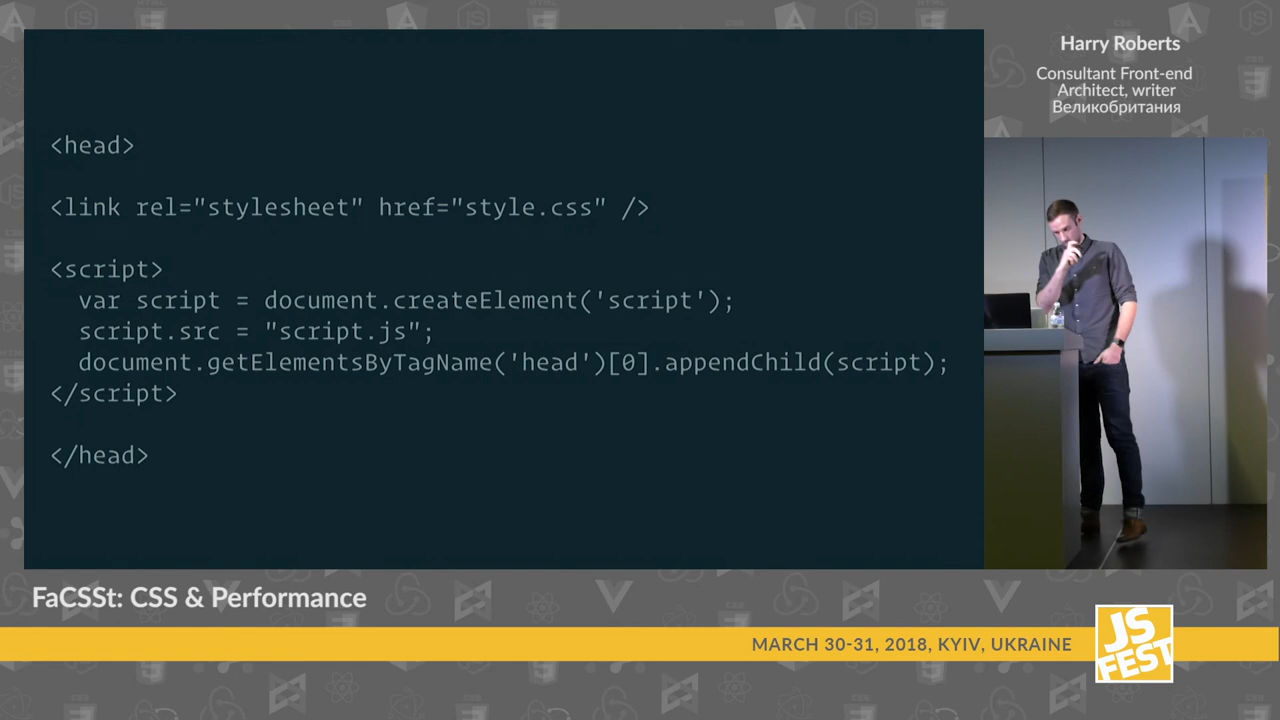 Harry Roberts
Consultant Front-end
Architect, writer
Великобритания
<head>
<link rel="stylesheet" href="style.css" />
<script>
var script = document.createElement('script');
script.src = "script.js";
document.getElementsByTagName('head')[0].appendChild(script);
</script>
</head>
FaCSSt: CSS & Performance
MARCH 30-31, 2018, KYIV, UKRAINE
JS
FEST